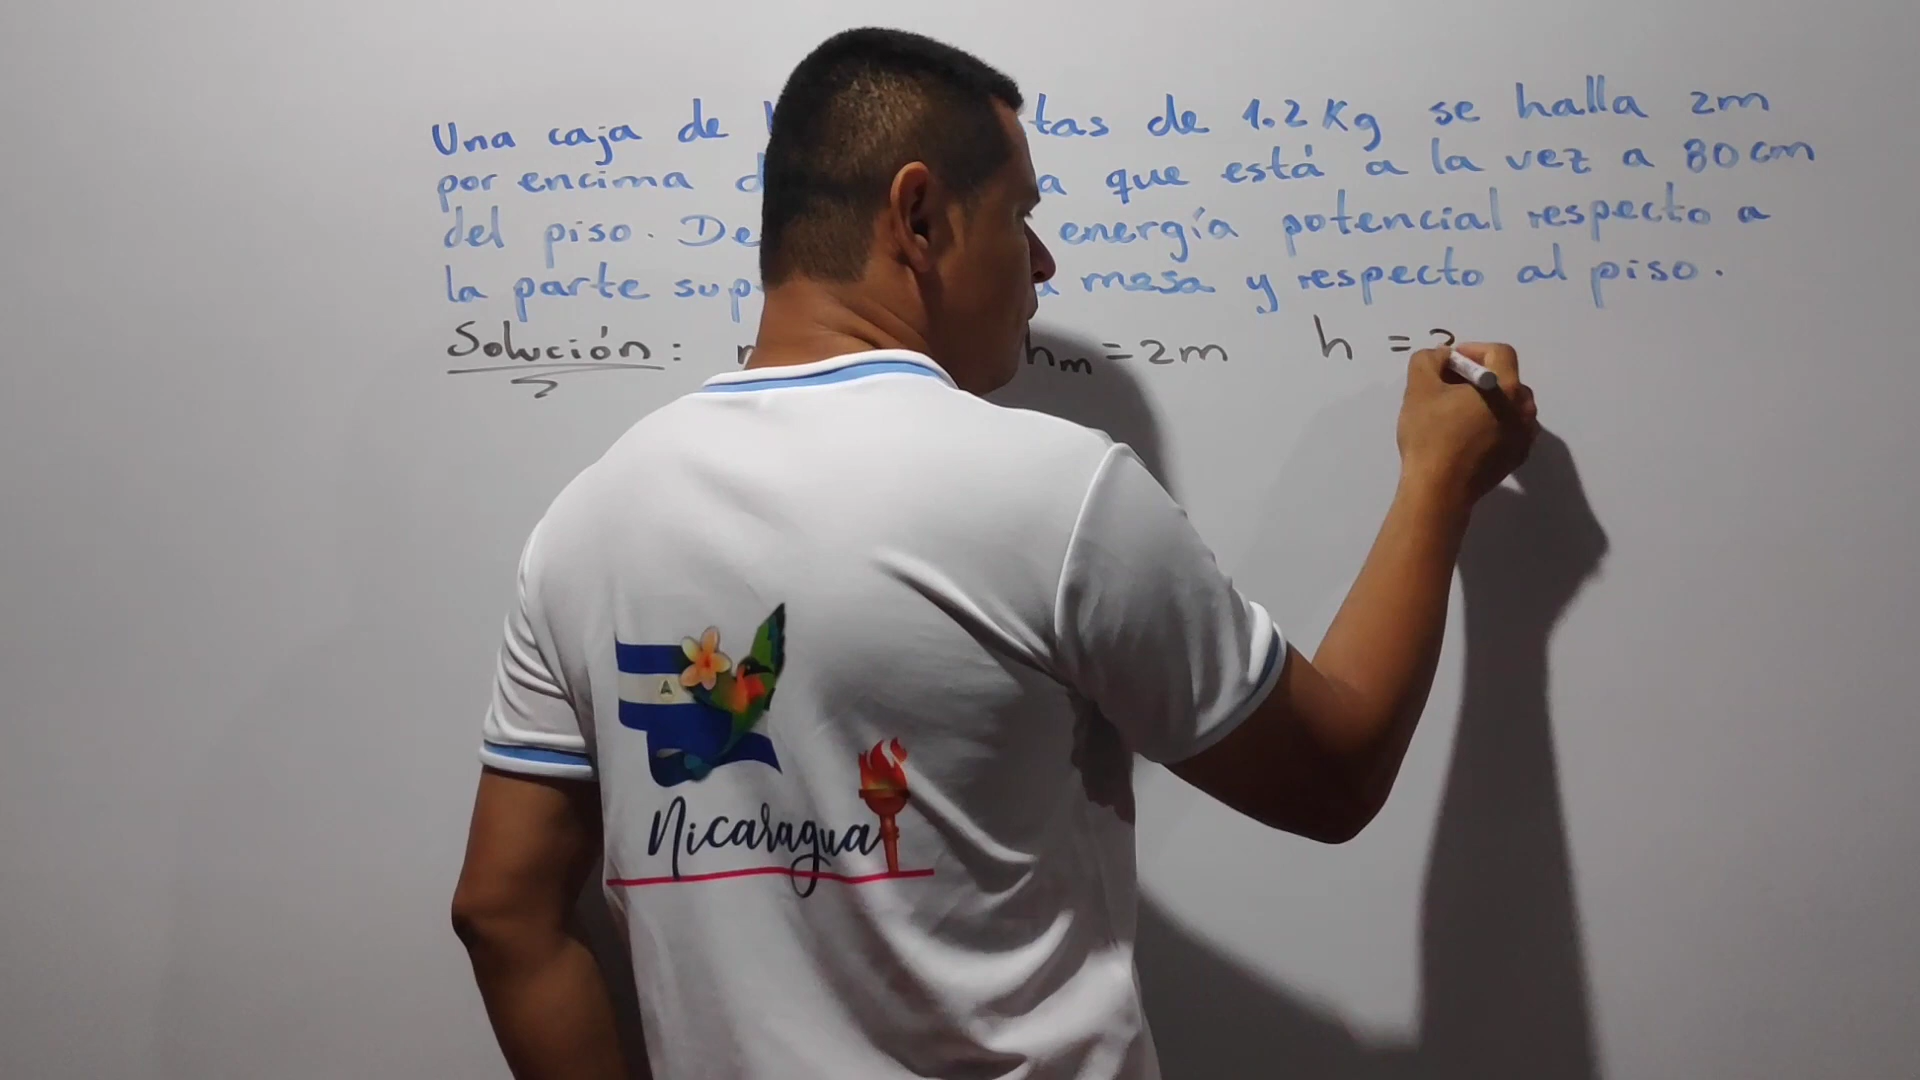 Una caja de tas de 1.2 Kg se halla 2m
por encima a que está a la vez a 80 cm
del piso. De energía potencial respecto a
la parte sup mesa y respecto al piso.
Solución: hm = 2m h =
Nicaragua